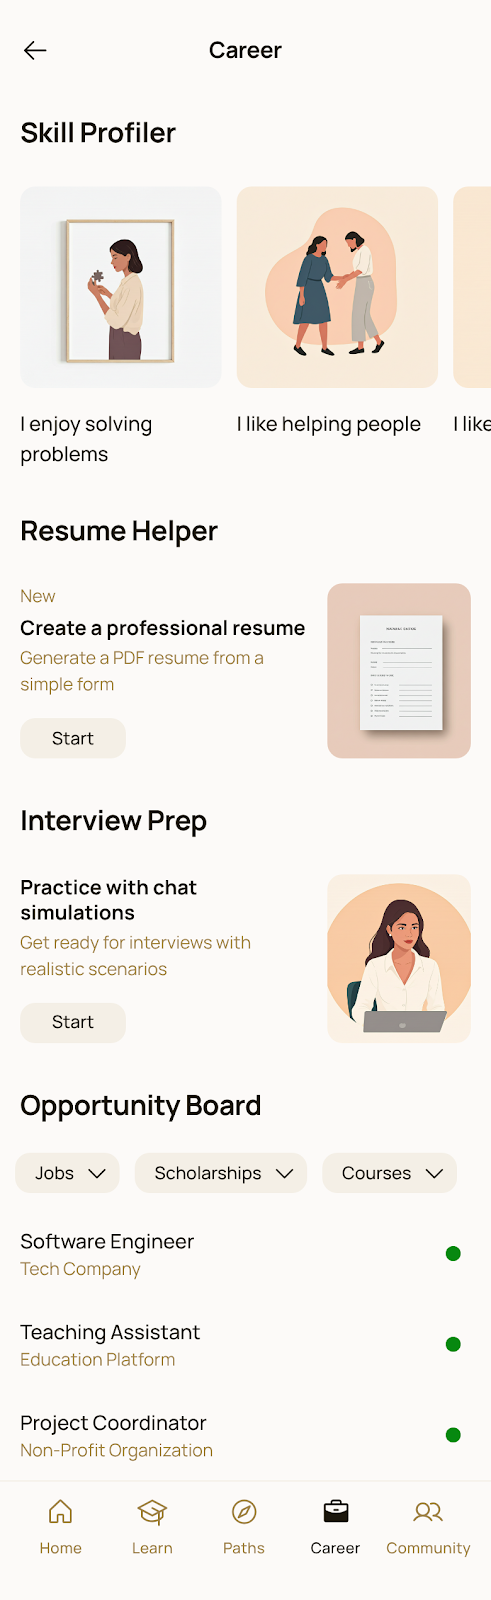 Career
Skill Profiler
I enjoy solving
problems
I like helping people
I like
Resume Helper
New
Create a professional resume
Generate a PDF resume from a
simple form
Start
Interview Prep
Practice with chat
simulations
Get ready for interviews with
realistic scenarios
Start
Opportunity Board
Jobs
Scholarships
Courses
Software Engineer
Tech Company
Teaching Assistant
Education Platform
Project Coordinator
Non-Profit Organization
Home
Learn
Paths
Career
Community